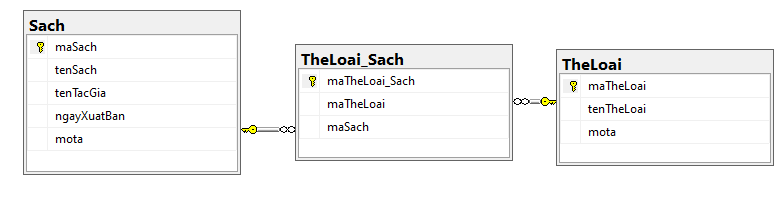 Sach
maSach
tenSach
tenTacGia
ngayXuatBan
mota
TheLoai_Sach
maTheLoai_Sach
maTheLoai
maSach
TheLoai
maTheLoai
tenTheLoai
mota